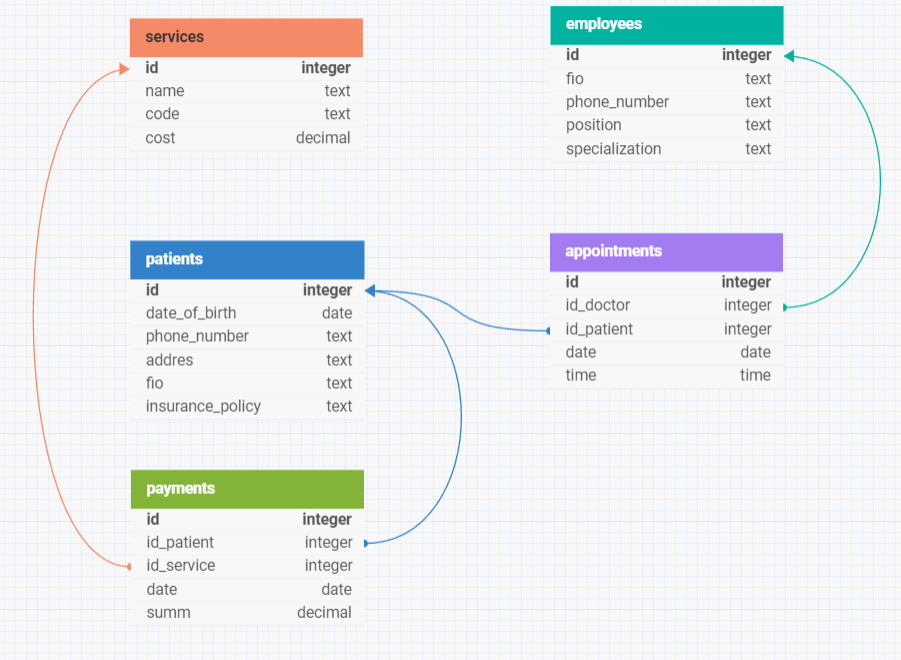 services
id integer
name text
code text
cost decimal
employees
id integer
fio text
phone_number text
position text
specialization text
patients
id integer
date_of_birth date
phone_number text
addres text
fio text
insurance_policy text
appointments
id integer
id_doctor integer
id_patient integer
date date
time time
payments
id integer
id_patient integer
id_service integer
date date
summ decimal